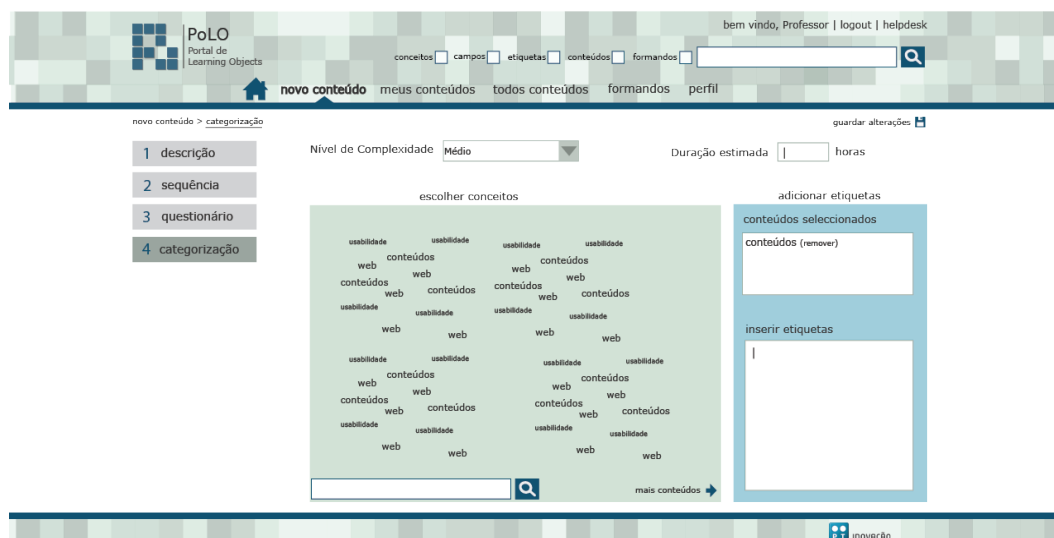 PoLO
Portal de
Learning Objects
bem vindo, Professor | logout | helpdesk
conceitos campos etiquetas conteúdos formandos
novo conteúdo meus conteúdos todos conteúdos formandos perfil
novo conteúdo > categorização
guardar alterações
1 descrição
2 sequência
3 questionário
4 categorização
Nível de Complexidade Médio
Duração estimada | horas
escolher conceitos
usabilidade usabilidade usabilidade usabilidade
conteúdos conteúdos
web web web web
conteúdos conteúdos conteúdos conteúdos
web web
usabilidade usabilidade usabilidade usabilidade
web web web web
usabilidade usabilidade usabilidade usabilidade
conteúdos conteúdos
web web web web
conteúdos conteúdos conteúdos conteúdos
web web
usabilidade usabilidade usabilidade usabilidade
web web web web
mais conteúdos
adicionar etiquetas
conteúdos seleccionados
conteúdos (remover)
inserir etiquetas
|
PT inovação